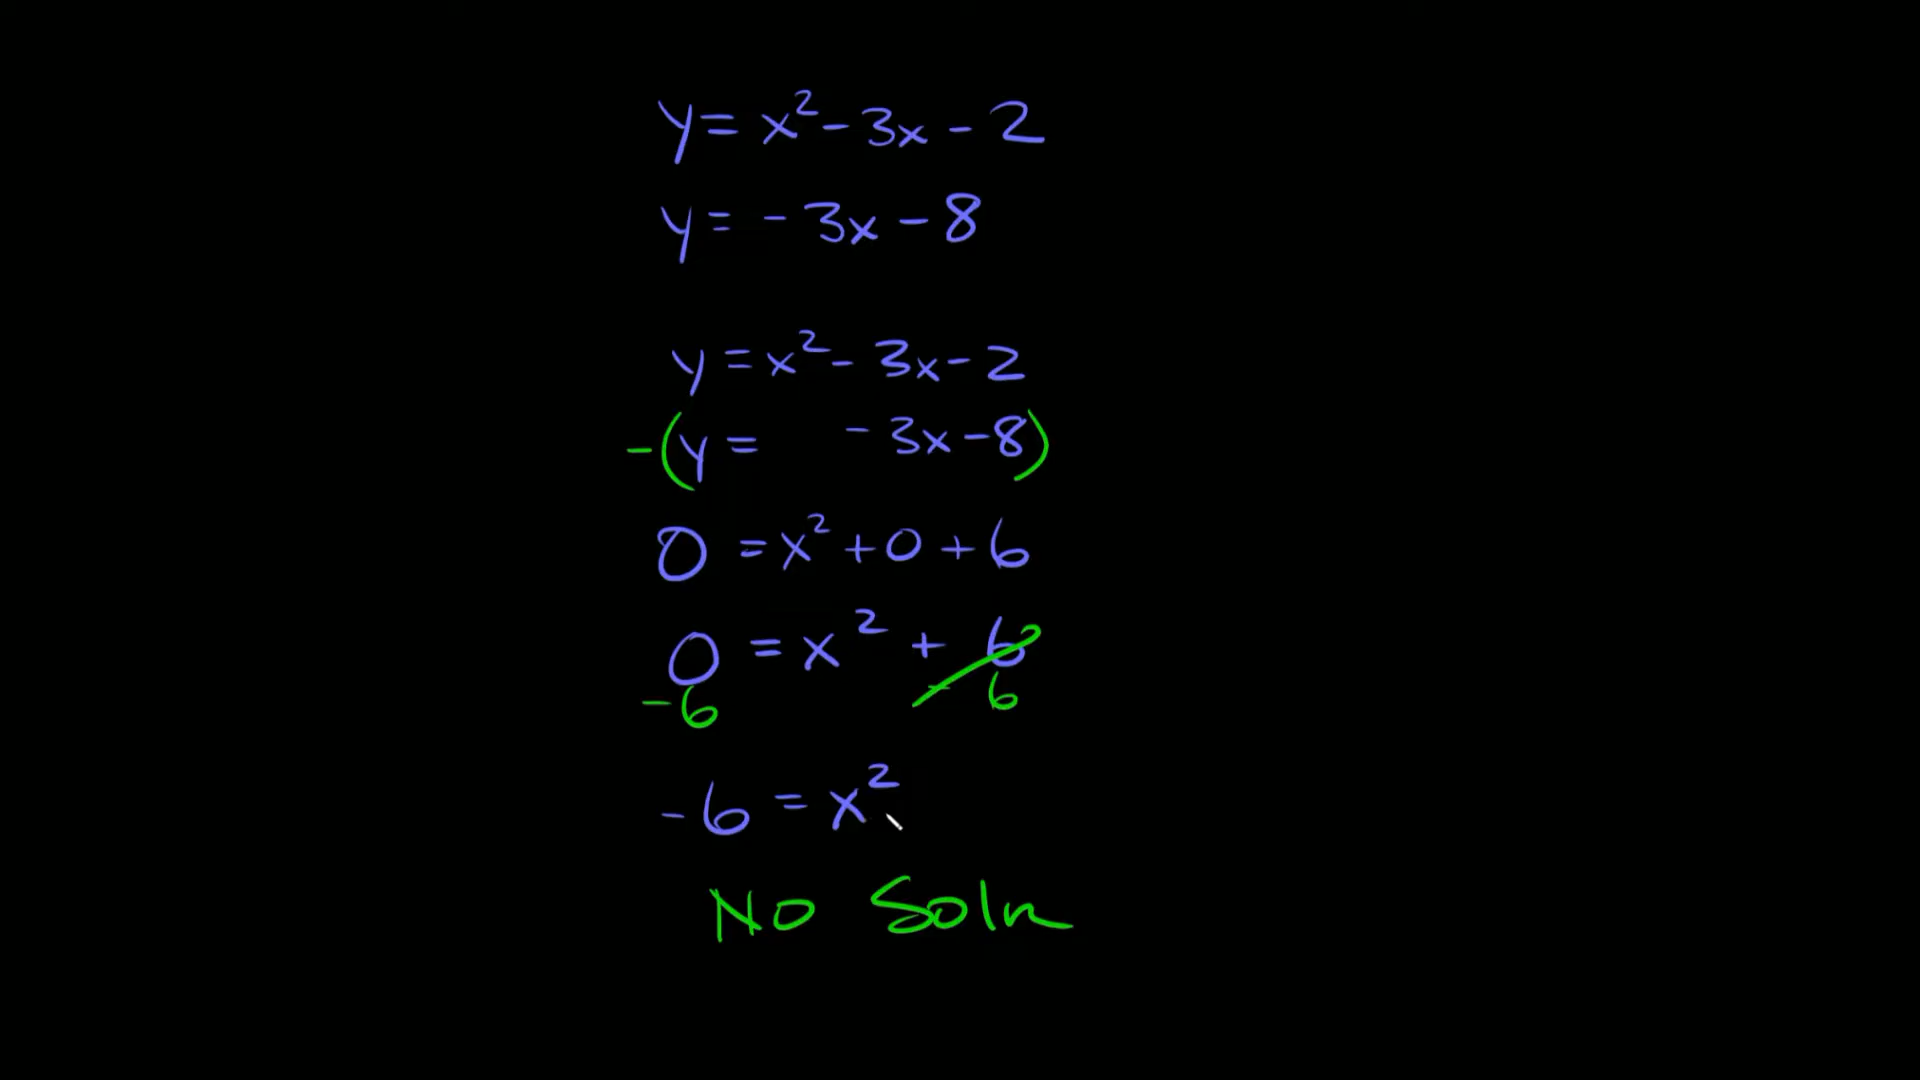 y = x² - 3x - 2
y = - 3x - 8
y = x² - 3x - 2
-(y = - 3x - 8)
0 = x² + 0 + 6
0 = x² + 6
-6 - 6
-6 = x²
No Soln